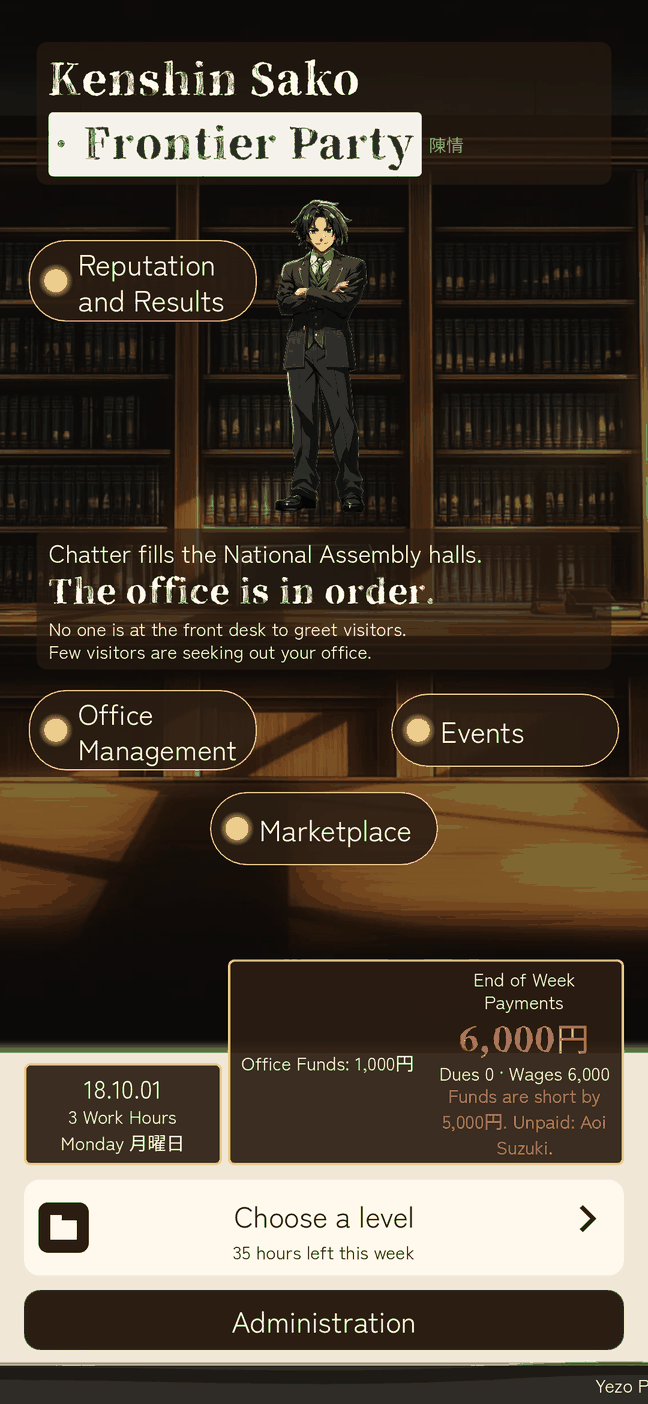 Kenshin Sako
Frontier Party 陳情
Reputation
and Results
Chatter fills the National Assembly halls.
The office is in order.
No one is at the front desk to greet visitors.
Few visitors are seeking out your office.
Office
Management
Events
Marketplace
End of Week
Payments
6,000円
Office Funds: 1,000円
Dues 0 · Wages 6,000
Funds are short by
5,000円. Unpaid: Aoi
Suzuki.
18.10.01
3 Work Hours
Monday 月曜日
Choose a level
35 hours left this week
Administration
Yezo P